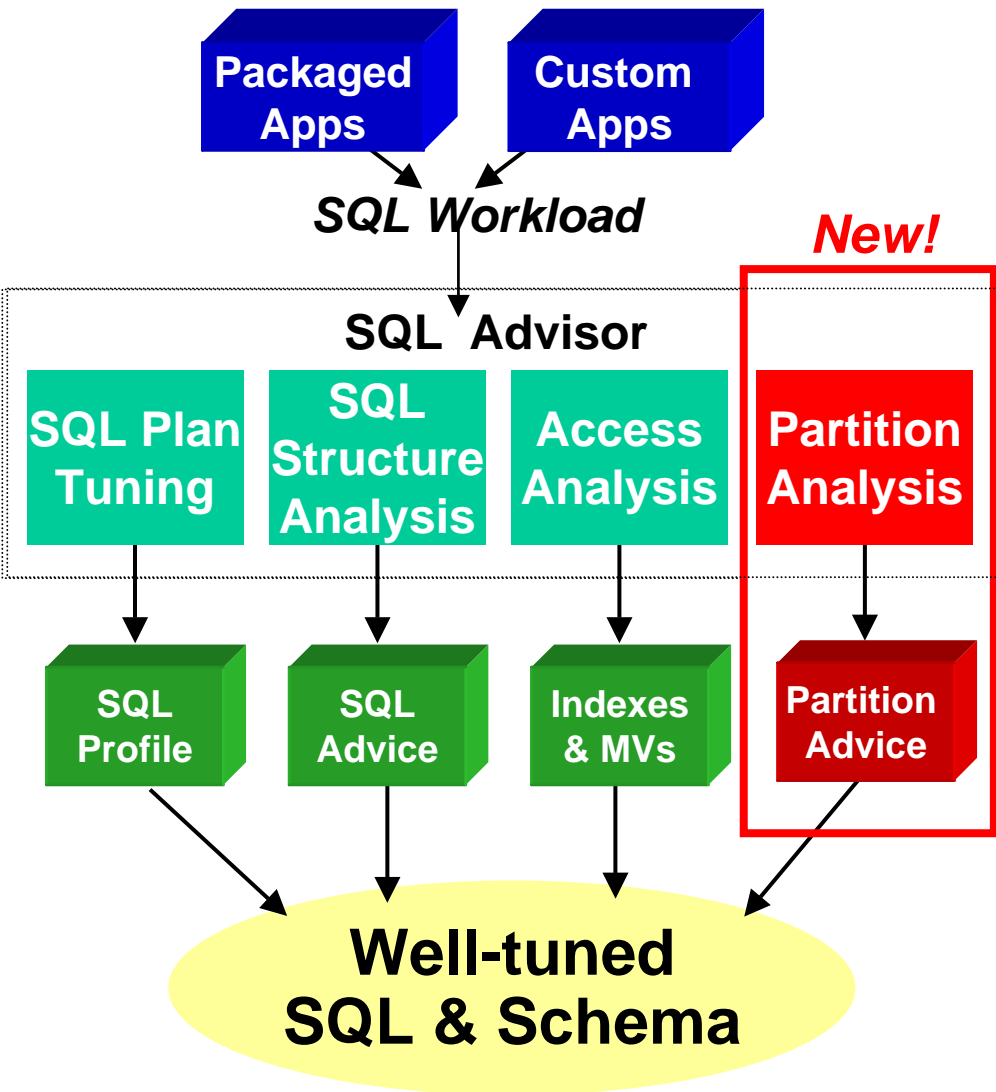 Packaged
Apps
Custom
Apps
SQL Workload
New!
SQL Advisor
SQL Plan
Tuning
SQL
Structure
Analysis
Access
Analysis
Partition
Analysis
SQL
Profile
SQL
Advice
Indexes
& MVs
Partition
Advice
Well-tuned
SQL & Schema